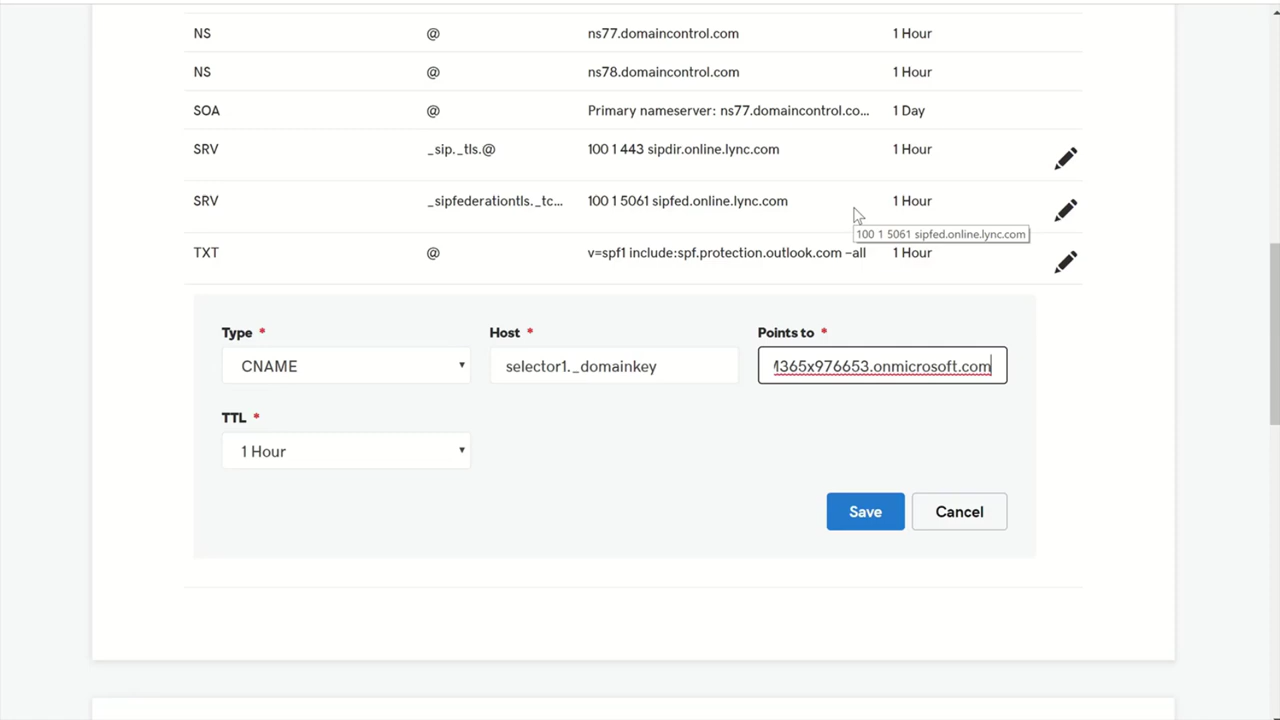 NS @ ns77.domaincontrol.com 1 Hour
NS @ ns78.domaincontrol.com 1 Hour
SOA @ Primary nameserver: ns77.domaincontrol.co... 1 Day
SRV _sip._tls.@ 100 1 443 sipdir.online.lync.com 1 Hour
SRV _sipfederationtls._tc... 100 1 5061 sipfed.online.lync.com 1 Hour
100 1 5061 sipfed.online.lync.com
TXT @ v=spf1 include:spf.protection.outlook.com -all 1 Hour
Type * Host * Points to *
CNAME selector1._domainkey 365x976653.onmicrosoft.com
TTL *
1 Hour
Save Cancel